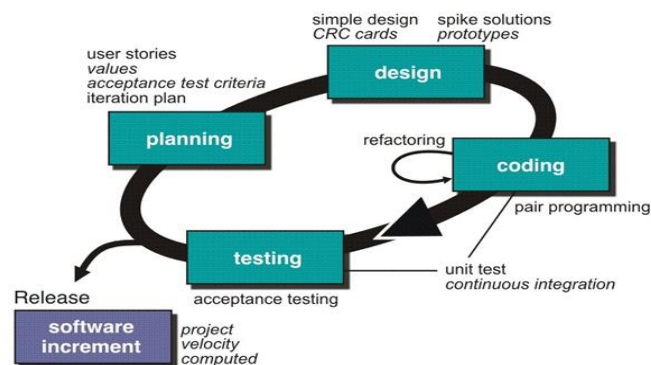 simple design
CRC cards
spike solutions
prototypes
user stories
values
acceptance test criteria
iteration plan
design
planning
refactoring
coding
pair programming
testing
unit test
continuous integration
acceptance testing
Release
software
increment
project
velocity
computed